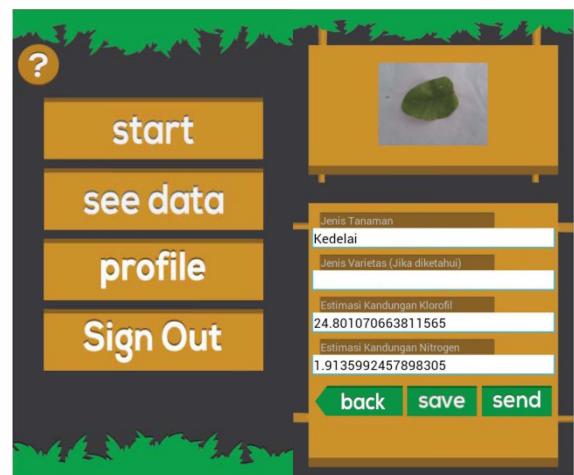 ?
start
see data
profile
Sign Out
Jenis Tanaman
Kedelai
Jenis Varietas (Jika diketahui)
Estimasi Kandungan Klorofil
24.801070663811565
Estimasi Kandungan Nitrogen
1.9135992457898305
back save send